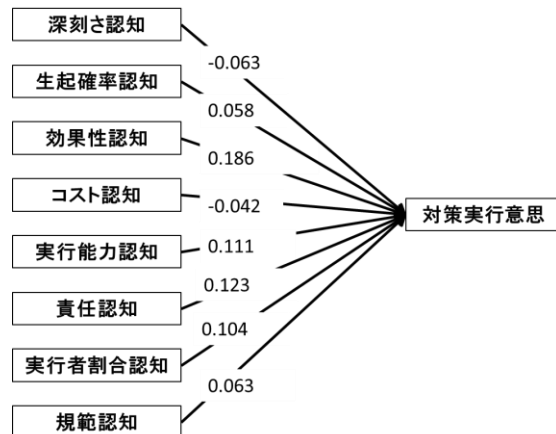 深刻さ認知
-0.063
生起確率認知
0.058
効果性認知
0.186
コスト認知
-0.042
対策実行意思
実行能力認知
0.111
責任認知
0.123
実行者割合認知
0.104
規範認知
0.063